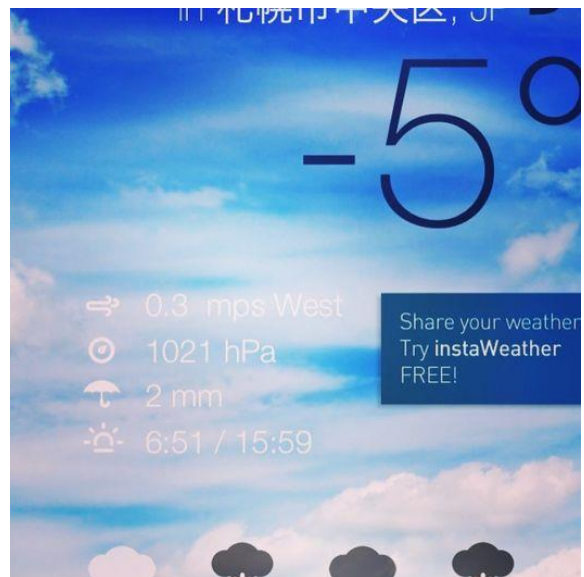 in 札幌市中央区, JP
-5°
0.3 mps West
1021 hPa
2 mm
6:51 / 15:59
Share your weather
Try instaWeather
FREE!